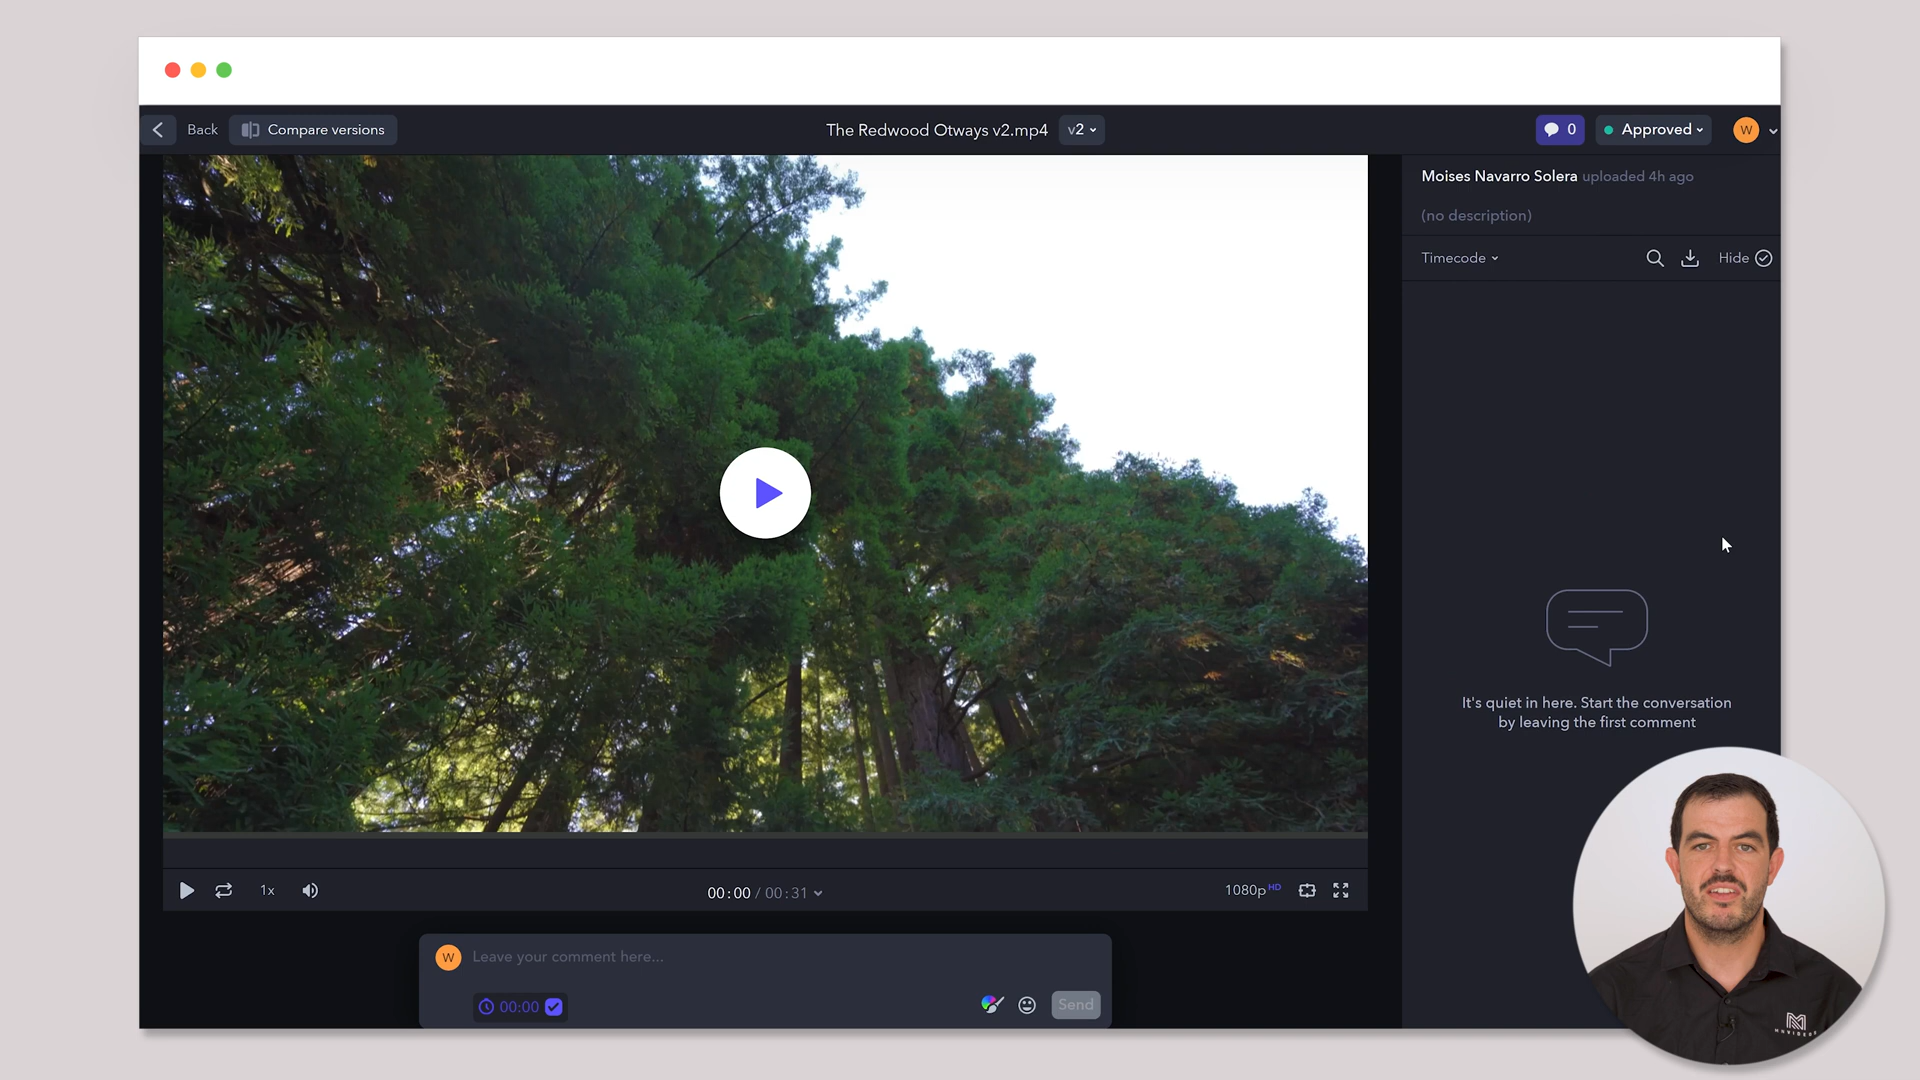 Back
Compare versions
The Redwood Otways v2.mp4
v2
0
Approved
W
Moises Navarro Solera uploaded 4h ago
(no description)
Timecode
Hide
It's quiet in here. Start the conversation
by leaving the first comment
1x
00:00 / 00:31
1080p HD
W
Leave your comment here...
00:00
Send